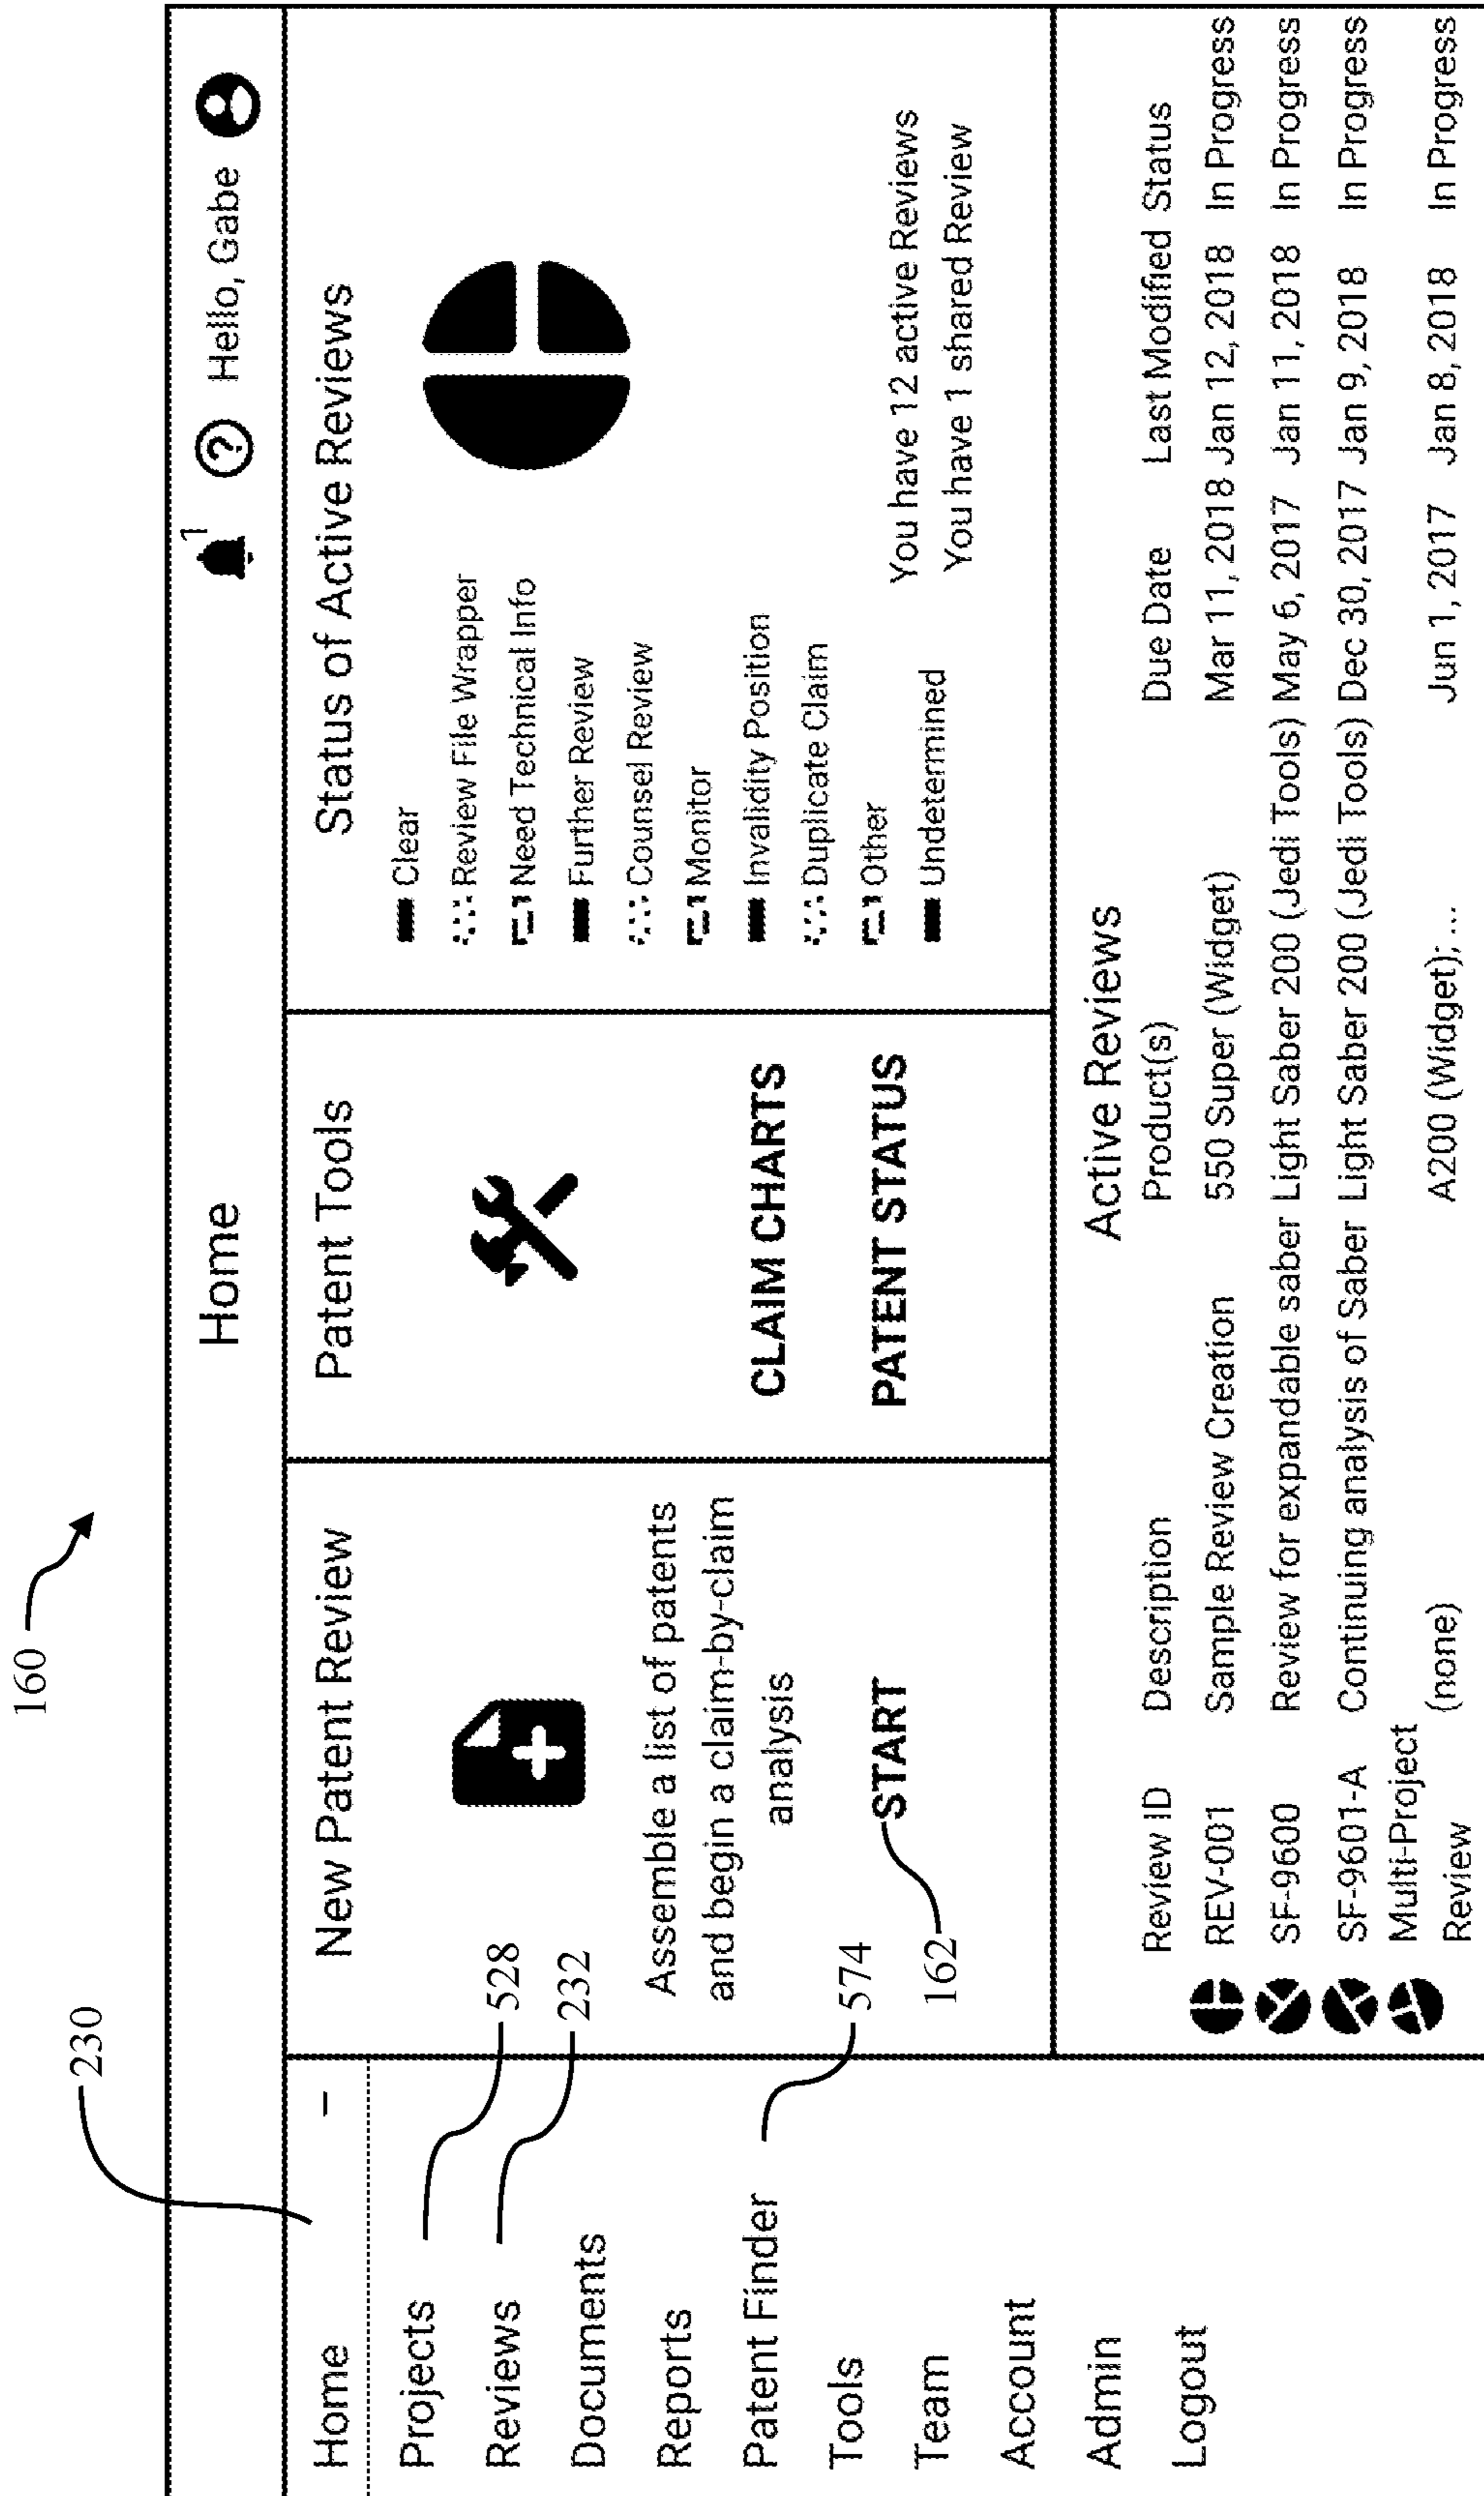 160
230
Home
1
?
Hello, Gabe
Home
–
Projects
Reviews
Documents
Reports
Patent Finder
Tools
Team
Account
Admin
Logout
528
232
574
162
New Patent Review
Assemble a list of patents
and begin a claim-by-claim
analysis
START
Patent Tools
CLAIM CHARTS
PATENT STATUS
Status of Active Reviews
Clear
Review File Wrapper
Need Technical Info
Further Review
Counsel Review
Monitor
Invalidity Position
Duplicate Claim
Other
Undetermined
You have 12 active Reviews
You have 1 shared Review
Active Reviews
Review ID Description Product(s) Due Date Last Modified Status
REV-001 Sample Review Creation 550 Super (Widget) Mar 11, 2018 Jan 12, 2018 In Progress
SF-9600 Review for expandable saber Light Saber 200 (Jedi Tools) May 6, 2017 Jan 11, 2018 In Progress
SF-9601-A Continuing analysis of Saber Light Saber 200 (Jedi Tools) Dec 30, 2017 Jan 9, 2018 In Progress
Multi-Project
Review (none) A200 (Widget); ... Jun 1, 2017 Jan 8, 2018 In Progress